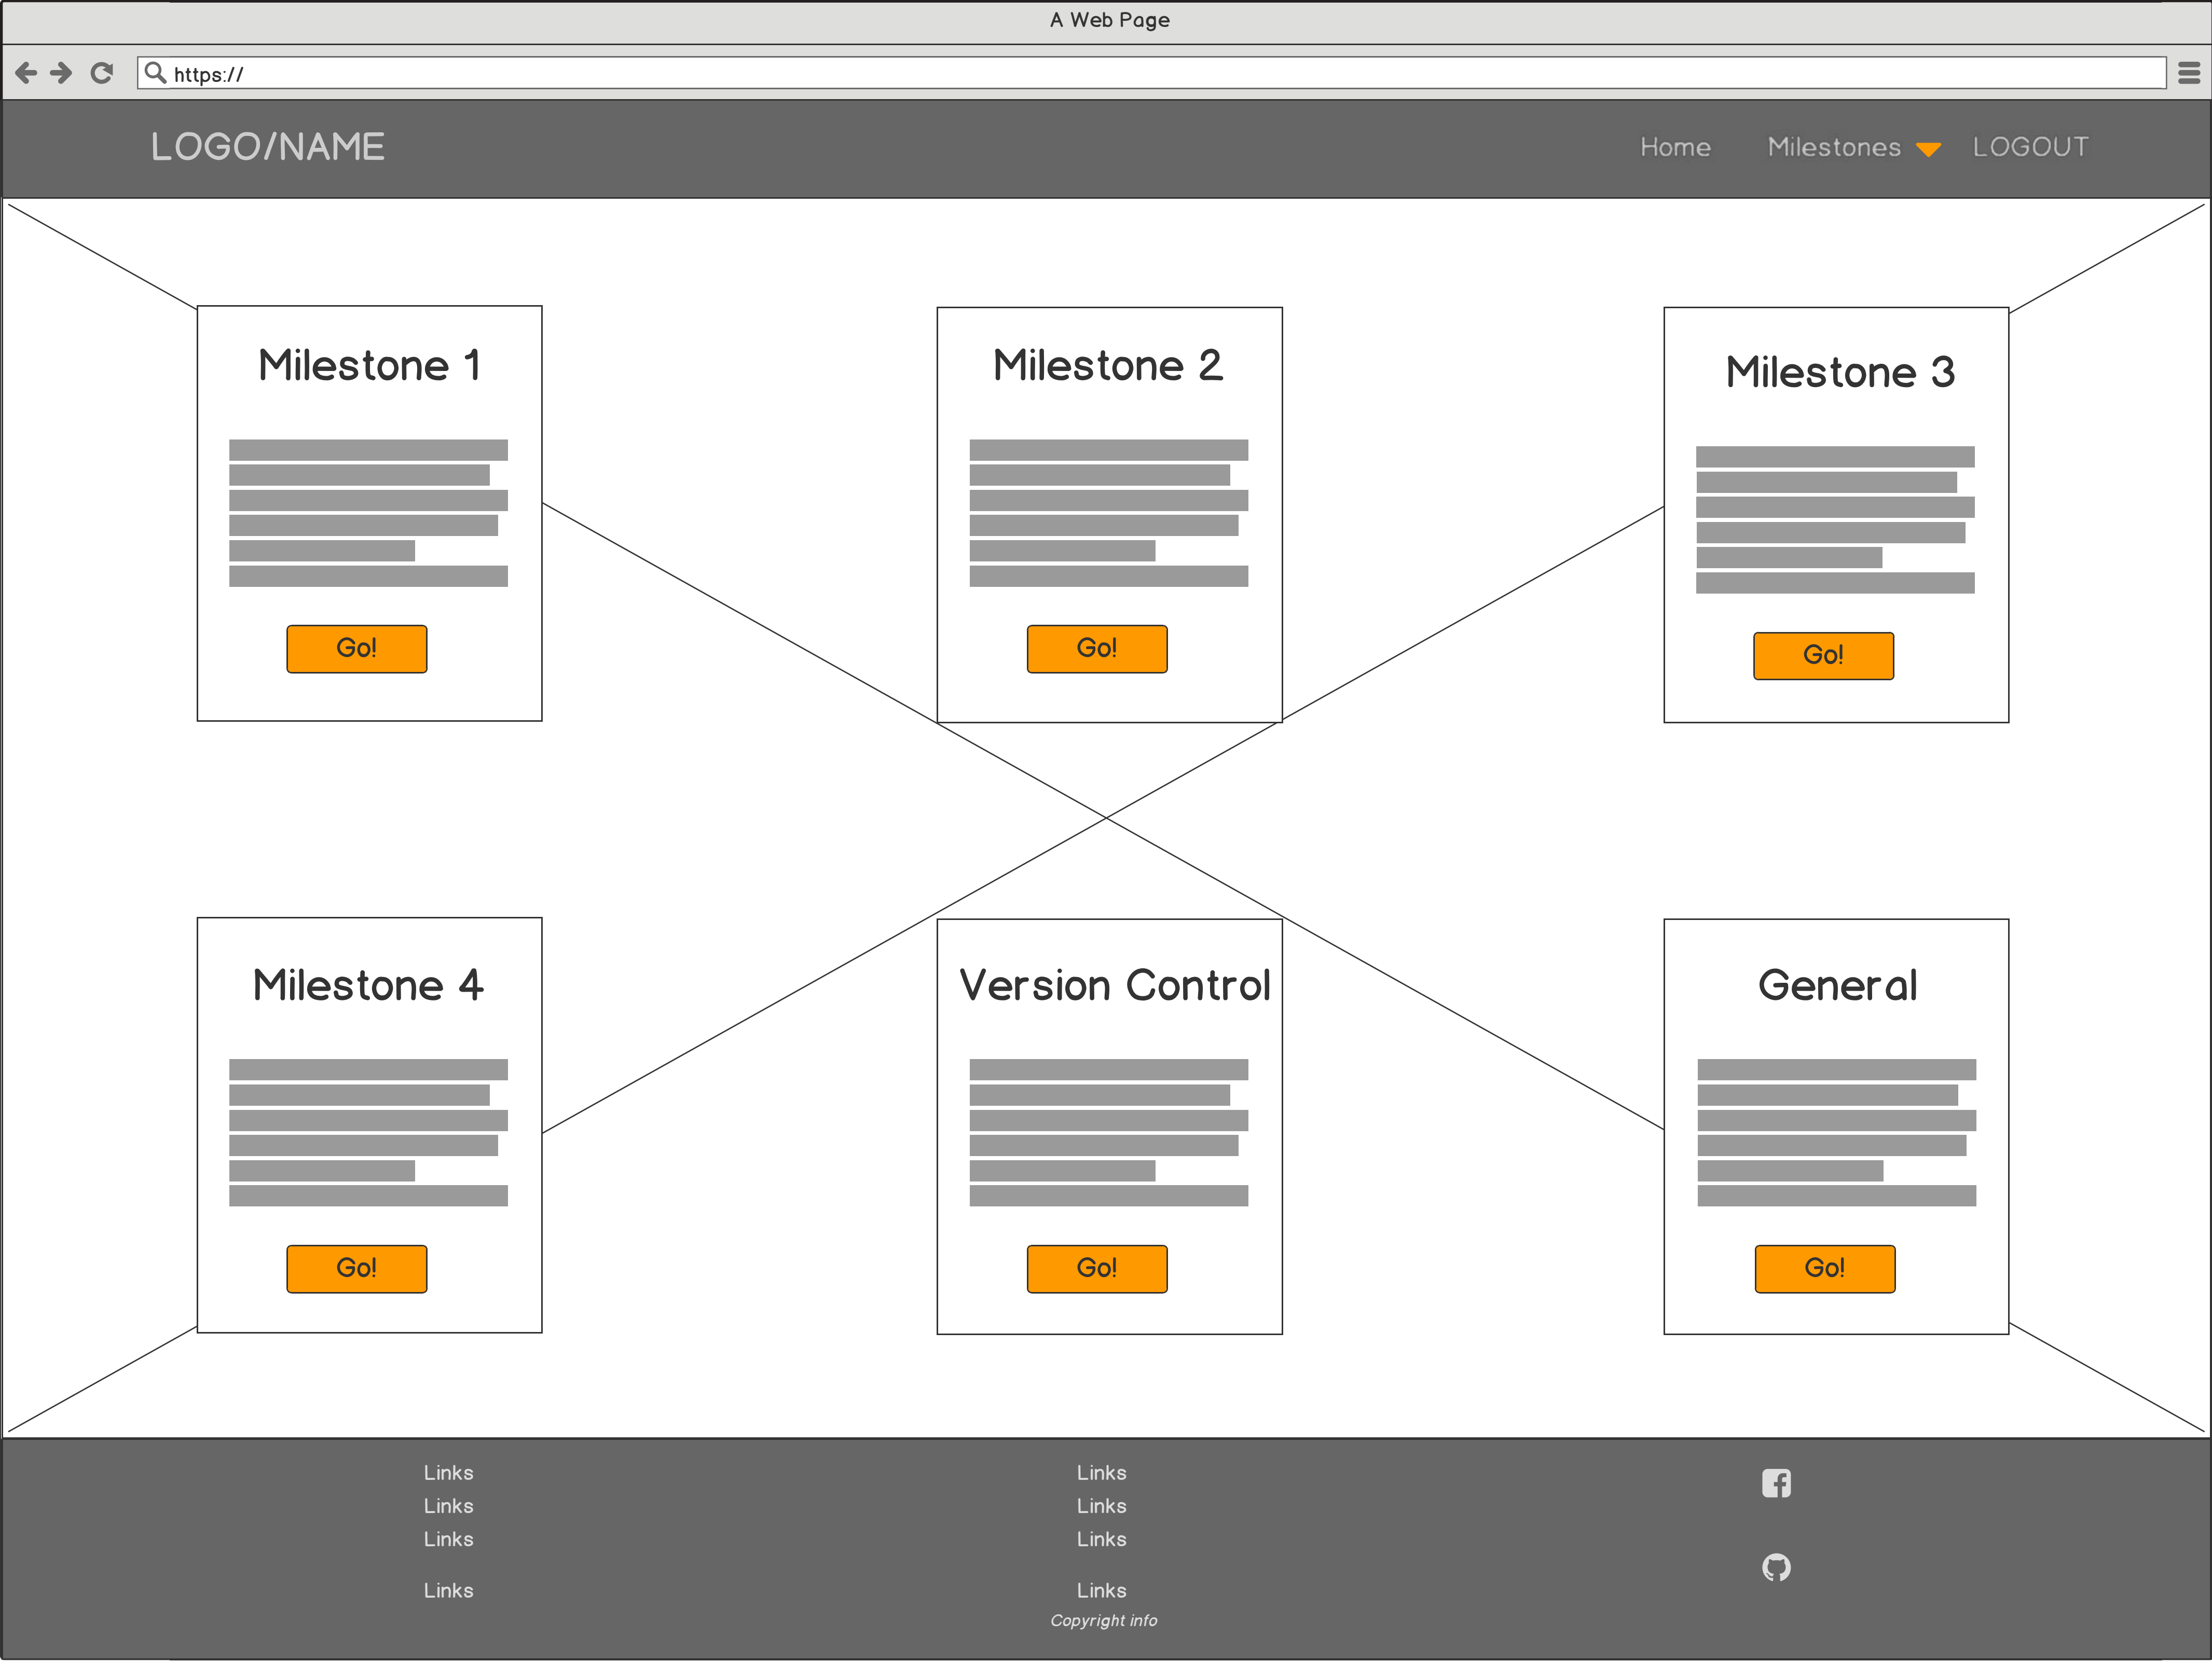 A Web Page
https://
LOGO/NAME
Home Milestones LOGOUT
Milestone 1
Go!
Milestone 2
Go!
Milestone 3
Go!
Milestone 4
Go!
Version Control
Go!
General
Go!
Links
Links
Links
Links
Links
Links
Links
Links
Copyright info